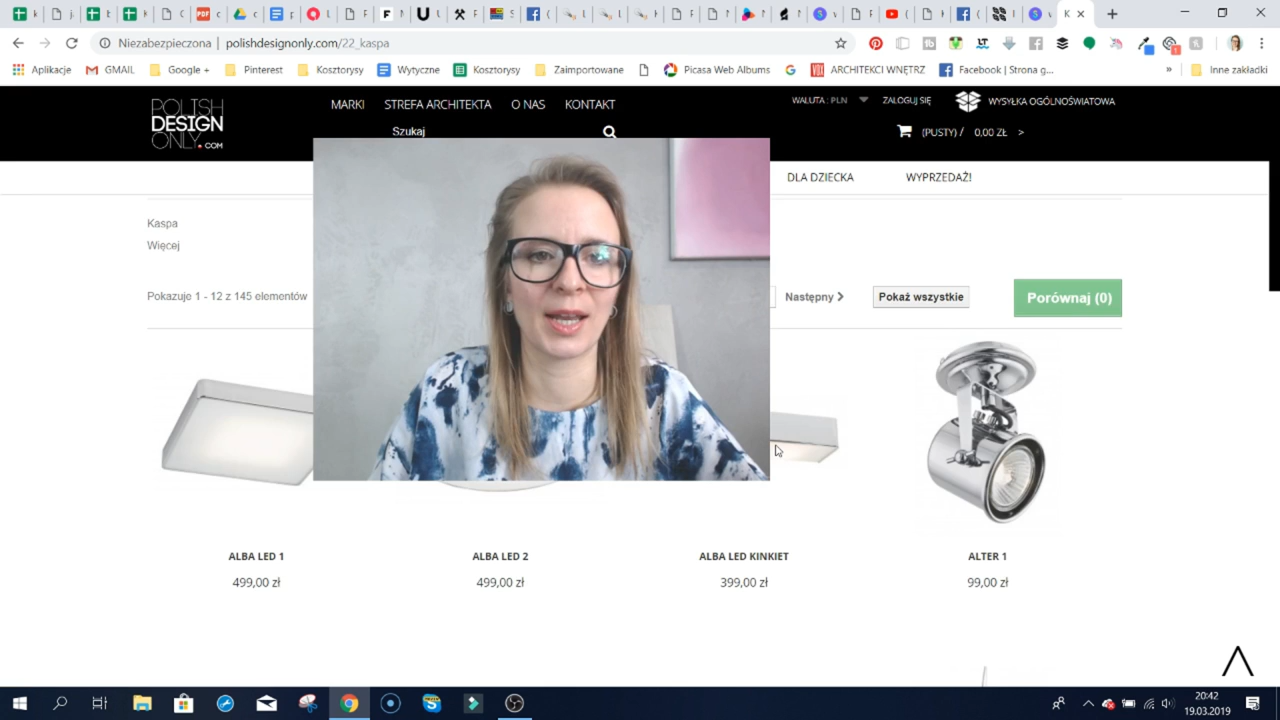 Niezabezpieczona | polishdesignonly.com/22_kaspa
Aplikacje GMAIL Google + Pinterest Kosztorysy Wytyczne Kosztorysy Zaimportowane Picasa Web Albums ARCHITEKCI WNĘTRZ Facebook | Strona g... » Inne zakładki
POLISH
DESIGN
ONLY.COM
MARKI STREFA ARCHITEKTA O NAS KONTAKT
WALUTA : PLN ZALOGUJ SIĘ WYSYŁKA OGÓLNOŚWIATOWA
Szukaj
(PUSTY) / 0,00 ZŁ >
DLA DZIECKA WYPRZEDAŻ!
Kaspa
Więcej
Pokazuje 1 - 12 z 145 elementów
Następny
Pokaż wszystkie
Porównaj (0)
ALBA LED 1
499,00 zł
ALBA LED 2
499,00 zł
ALBA LED KINKIET
399,00 zł
ALTER 1
99,00 zł
20:42
19.03.2019